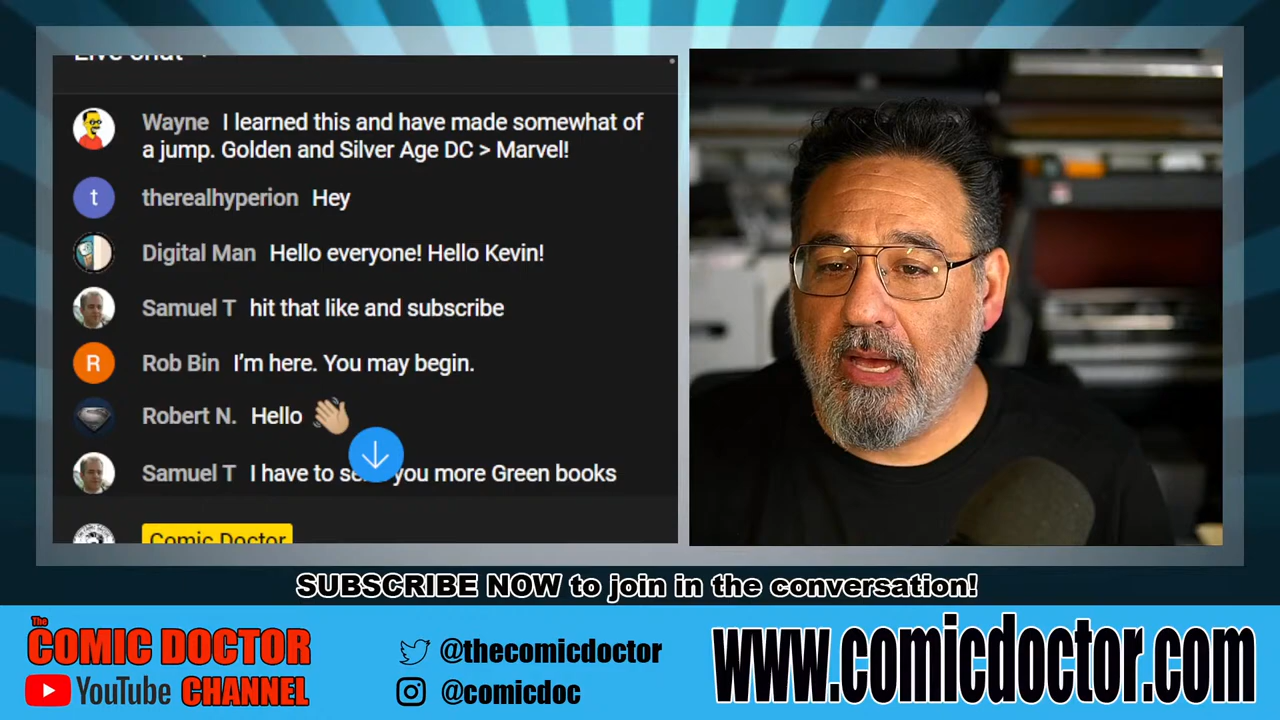 Live chat
Wayne I learned this and have made somewhat of
a jump. Golden and Silver Age DC > Marvel!
t therealhyperion Hey
Digital Man Hello everyone! Hello Kevin!
Samuel T hit that like and subscribe
R Rob Bin I'm here. You may begin.
Robert N. Hello 👋🏼
Samuel T I have to you more Green books
Comic Doctor
SUBSCRIBE NOW to join in the conversation!
The
COMIC DOCTOR
YouTube CHANNEL
@thecomicdoctor
@comicdoc
www.comicdoctor.com